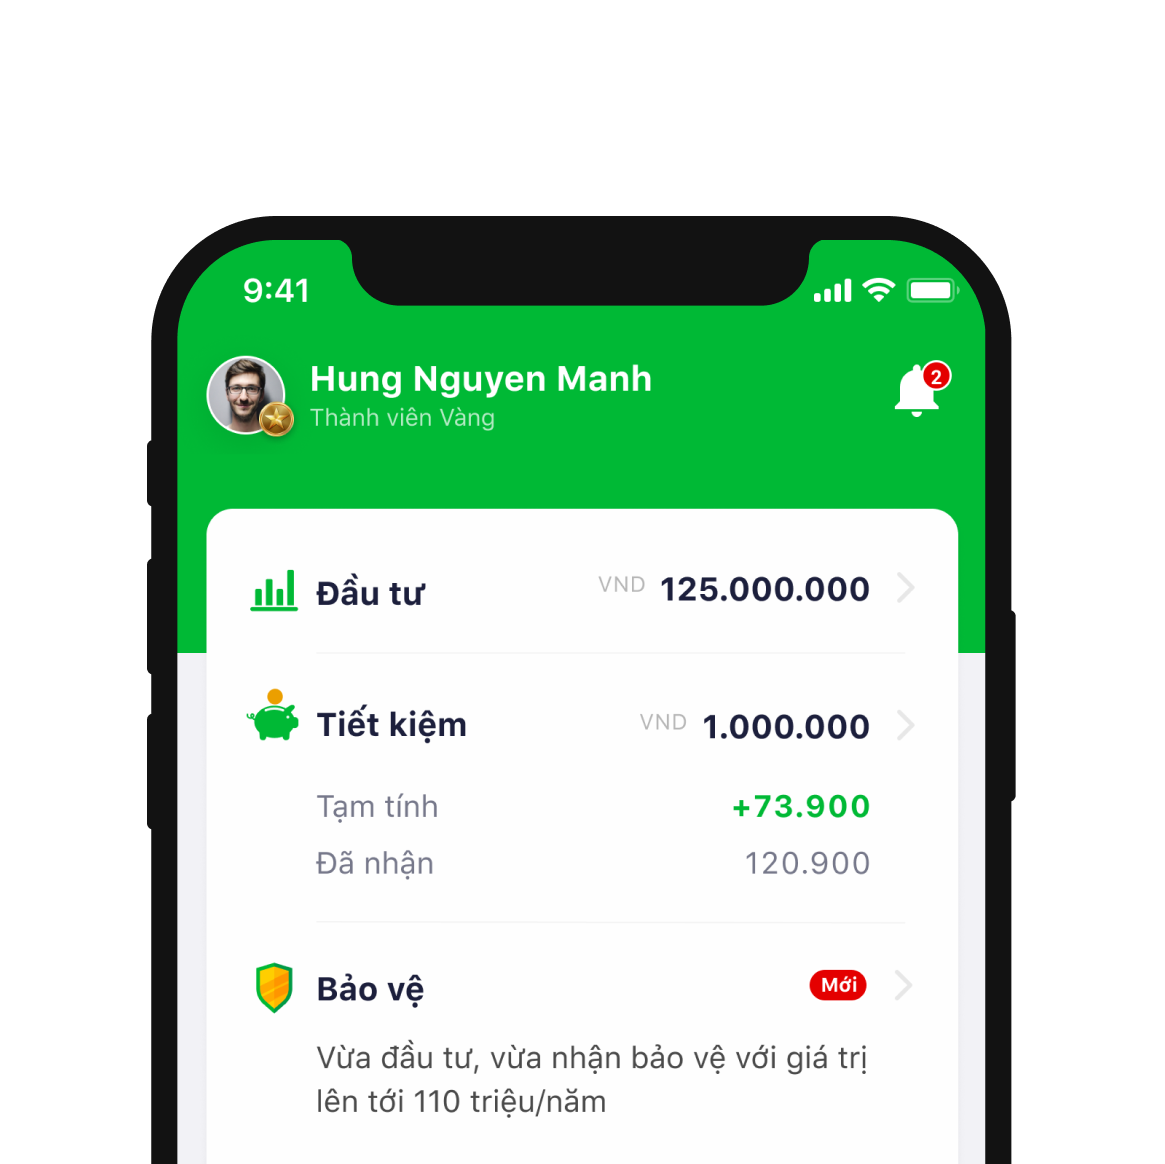 9:41
Hung Nguyen Manh
2
Thành viên Vàng
Đầu tư VND 125.000.000
Tiết kiệm VND 1.000.000
Tạm tính +73.900
Đã nhận 120.900
Bảo vệ Mới
Vừa đầu tư, vừa nhận bảo vệ với giá trị
lên tới 110 triệu/năm